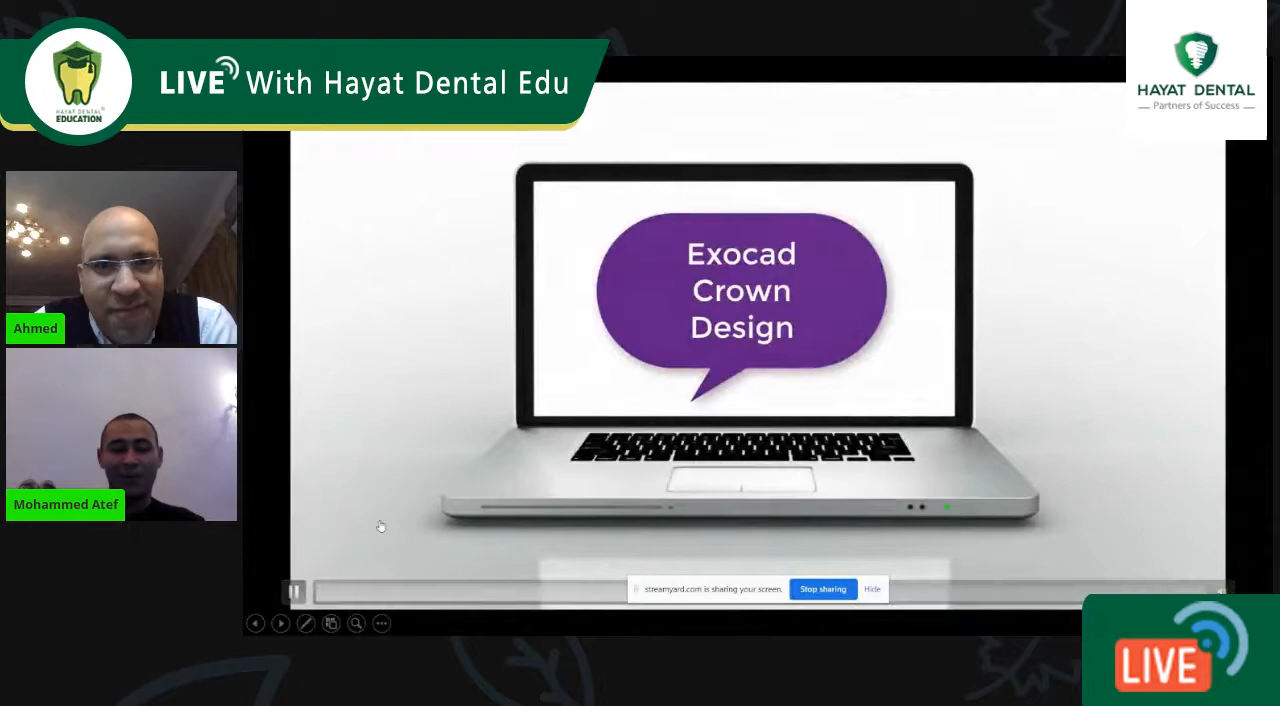 LIVE With Hayat Dental Edu
HAYAT DENTAL
EDUCATION
HAYAT DENTAL
Partners of Success
Exocad
Crown
Design
Ahmed
Mohammed Atef
streamyard.com is sharing your screen.
Stop sharing
Hide
LIVE